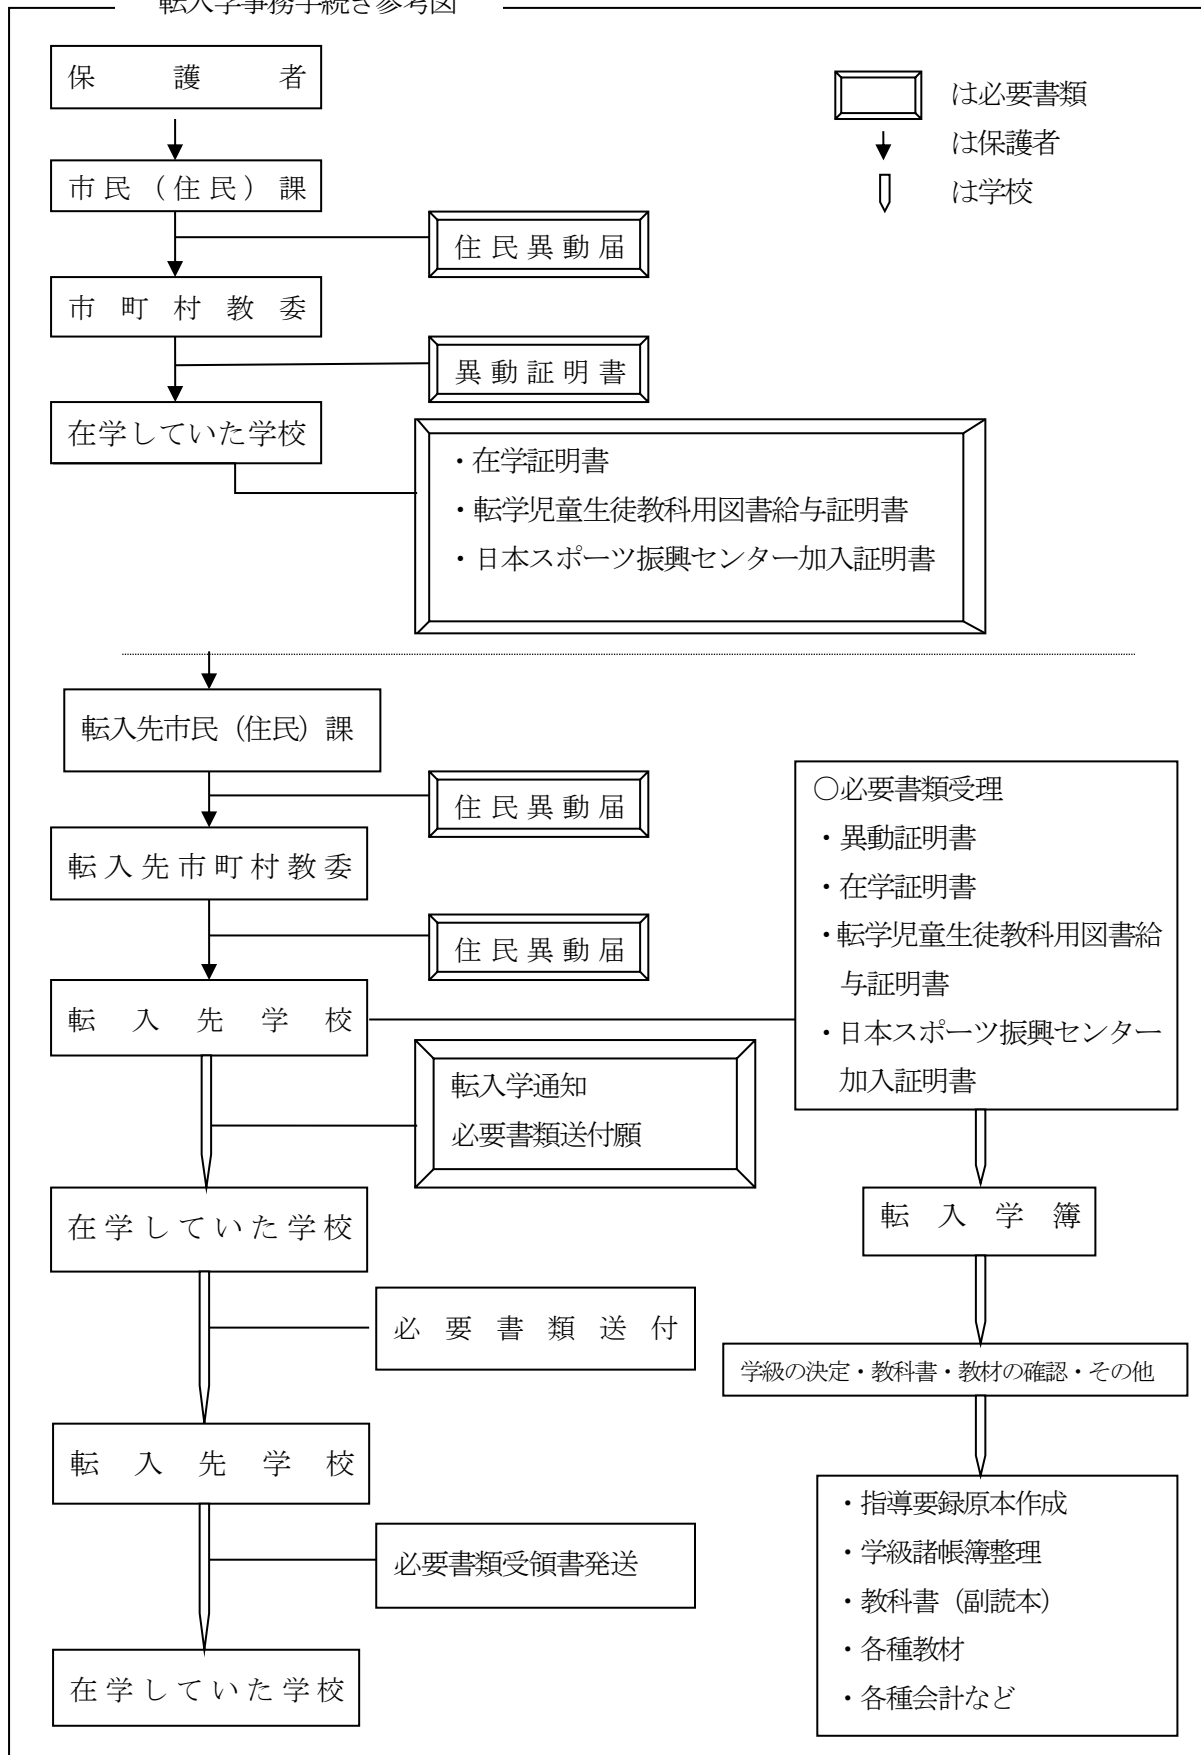 転入学事務手続き参考図
保護者
は必要書類
は保護者
は学校
市民（住民）課
住民異動届
市町村教委
異動証明書
在学していた学校
・在学証明書
・転学児童生徒教科用図書給与証明書
・日本スポーツ振興センター加入証明書
転入先市民（住民）課
住民異動届
転入先市町村教委
住民異動届
転入先学校
○必要書類受理
・異動証明書
・在学証明書
・転学児童生徒教科用図書給
与証明書
・日本スポーツ振興センター
加入証明書
転入学通知
必要書類送付願
在学していた学校
転入学簿
必要書類送付
学級の決定・教科書・教材の確認・その他
転入先学校
必要書類受領書発送
在学していた学校
・指導要録原本作成
・学級諸帳簿整理
・教科書（副読本）
・各種教材
・各種会計など